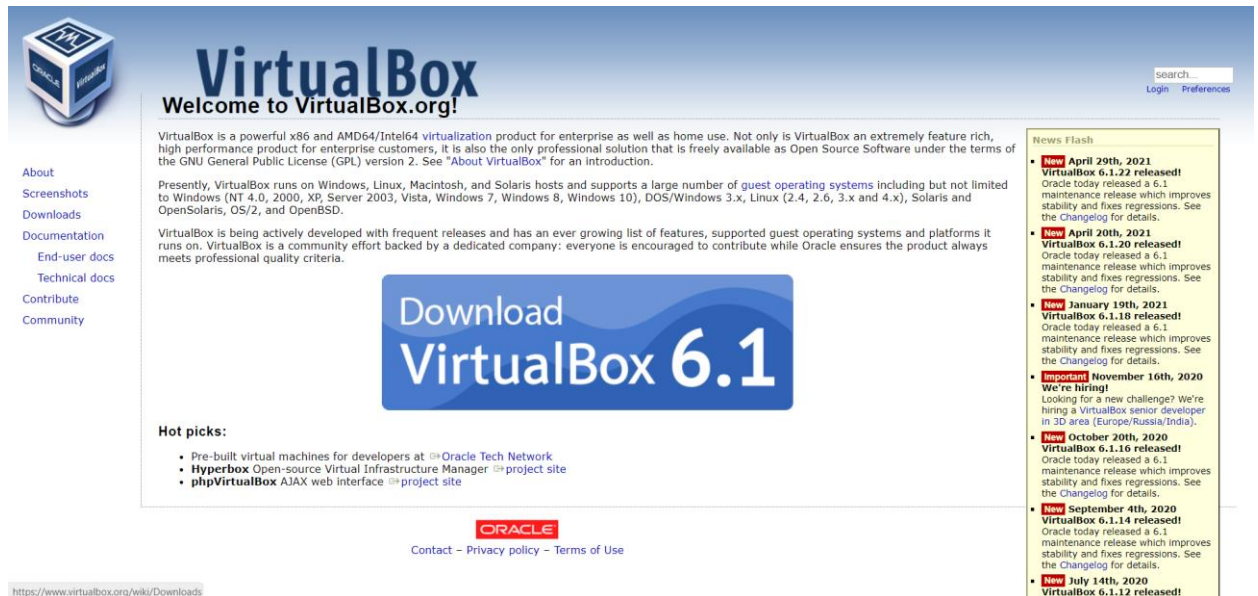 ORACLE
VirtualBox
VirtualBox
search...
Login Preferences
Welcome to VirtualBox.org!
VirtualBox is a powerful x86 and AMD64/Intel64 virtualization product for enterprise as well as home use. Not only is VirtualBox an extremely feature rich,
high performance product for enterprise customers, it is also the only professional solution that is freely available as Open Source Software under the terms of
the GNU General Public License (GPL) version 2. See "About VirtualBox" for an introduction.
Presently, VirtualBox runs on Windows, Linux, Macintosh, and Solaris hosts and supports a large number of guest operating systems including but not limited
to Windows (NT 4.0, 2000, XP, Server 2003, Vista, Windows 7, Windows 8, Windows 10), DOS/Windows 3.x, Linux (2.4, 2.6, 3.x and 4.x), Solaris and
OpenSolaris, OS/2, and OpenBSD.
VirtualBox is being actively developed with frequent releases and has an ever growing list of features, supported guest operating systems and platforms it
runs on. VirtualBox is a community effort backed by a dedicated company: everyone is encouraged to contribute while Oracle ensures the product always
meets professional quality criteria.
About
Screenshots
Downloads
Documentation
End-user docs
Technical docs
Contribute
Community
Download
VirtualBox 6.1
Hot picks:
• Pre-built virtual machines for developers at Oracle Tech Network
• Hyperbox Open-source Virtual Infrastructure Manager project site
• phpVirtualBox AJAX web interface project site
News Flash
New April 29th, 2021
VirtualBox 6.1.22 released!
Oracle today released a 6.1
maintenance release which improves
stability and fixes regressions. See
the Changelog for details.
New April 20th, 2021
VirtualBox 6.1.20 released!
Oracle today released a 6.1
maintenance release which improves
stability and fixes regressions. See
the Changelog for details.
New January 19th, 2021
VirtualBox 6.1.18 released!
Oracle today released a 6.1
maintenance release which improves
stability and fixes regressions. See
the Changelog for details.
Important November 16th, 2020
We're hiring!
Looking for a new challenge? We're
hiring a VirtualBox senior developer
in 3D area (Europe/Russia/India).
New October 20th, 2020
VirtualBox 6.1.16 released!
Oracle today released a 6.1
maintenance release which improves
stability and fixes regressions. See
the Changelog for details.
New September 4th, 2020
VirtualBox 6.1.14 released!
Oracle today released a 6.1
maintenance release which improves
stability and fixes regressions. See
the Changelog for details.
New July 14th, 2020
VirtualBox 6.1.12 released!
ORACLE
Contact – Privacy policy – Terms of Use
https://www.virtualbox.org/wiki/Downloads